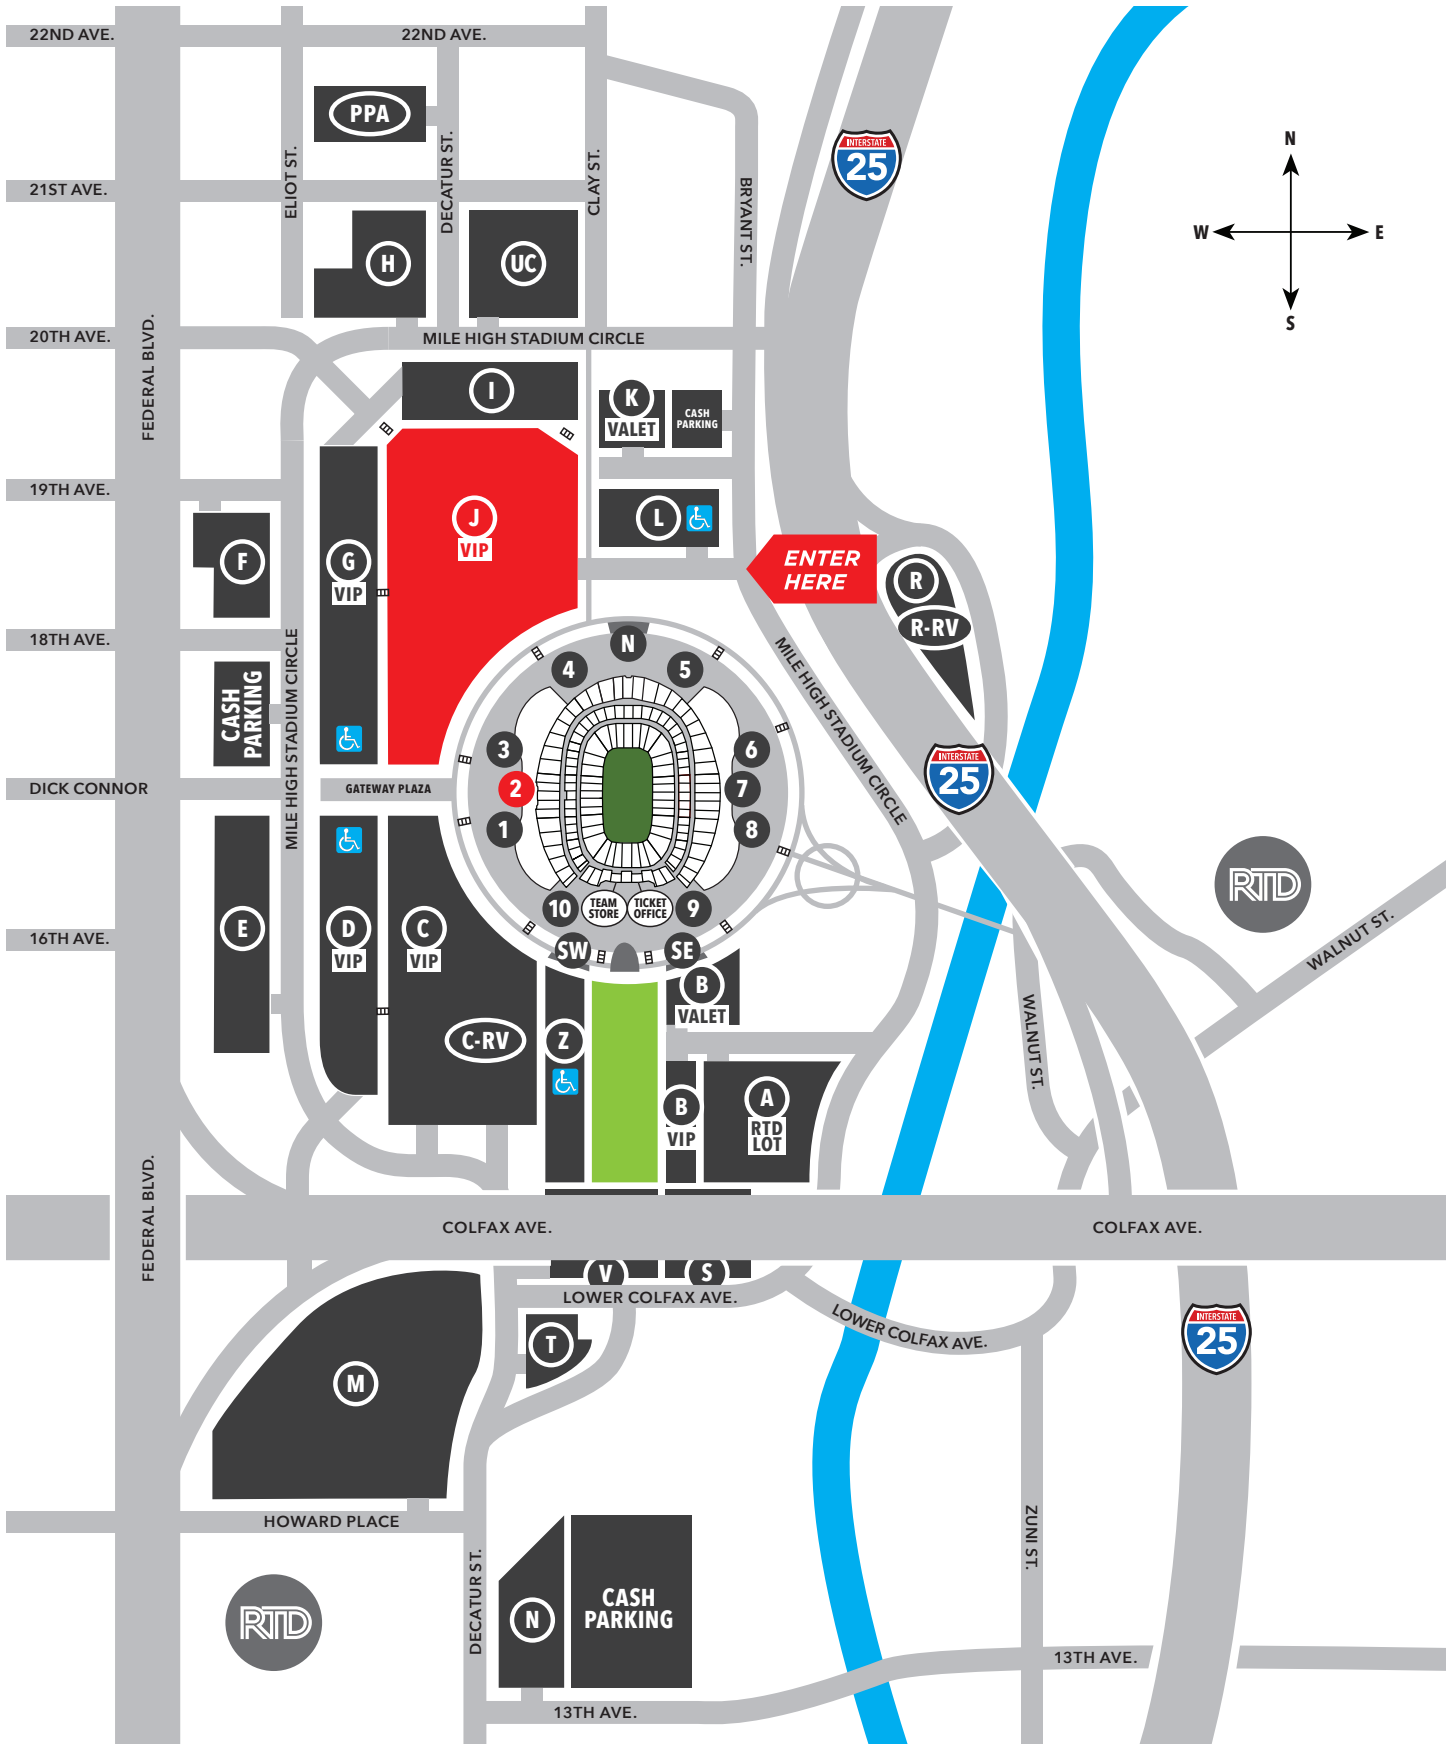 22ND AVE.
22ND AVE.
PPA
INTERSTATE
25
N
W
E
S
ELIOT ST.
DECATUR ST.
CLAY ST.
BRYANT ST.
21ST AVE.
H
UC
20TH AVE.
FEDERAL BLVD.
MILE HIGH STADIUM CIRCLE
I
K
VALET
CASH
PARKING
19TH AVE.
J
VIP
L
F
G
VIP
ENTER
HERE
R
R-RV
18TH AVE.
N
4
5
CASH
PARKING
MILE HIGH STADIUM CIRCLE
MILE HIGH STADIUM CIRCLE
3
6
INTERSTATE
25
DICK CONNOR
GATEWAY PLAZA
2
7
1
8
RTD
10
TEAM
STORE
TICKET
OFFICE
9
16TH AVE.
E
D
VIP
C
VIP
SW
SE
WALNUT ST.
B
VALET
C-RV
Z
WALNUT ST.
B
VIP
A
RTD
LOT
FEDERAL BLVD.
COLFAX AVE.
COLFAX AVE.
V
S
LOWER COLFAX AVE.
LOWER COLFAX AVE.
INTERSTATE
25
T
M
HOWARD PLACE
ZUNI ST.
RTD
DECATUR ST.
N
CASH
PARKING
13TH AVE.
13TH AVE.